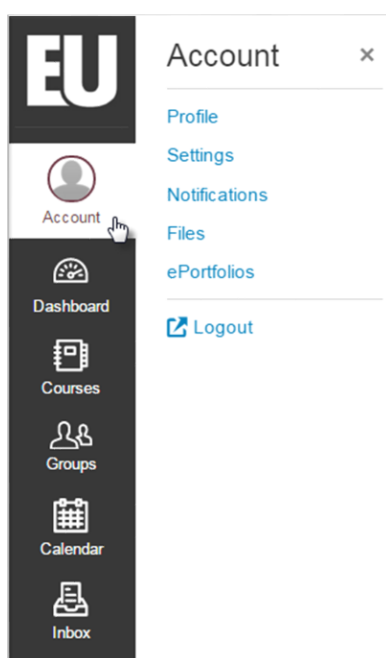 EU
Account
Dashboard
Courses
Groups
Calendar
Inbox
Account ×
Profile
Settings
Notifications
Files
ePortfolios
Logout